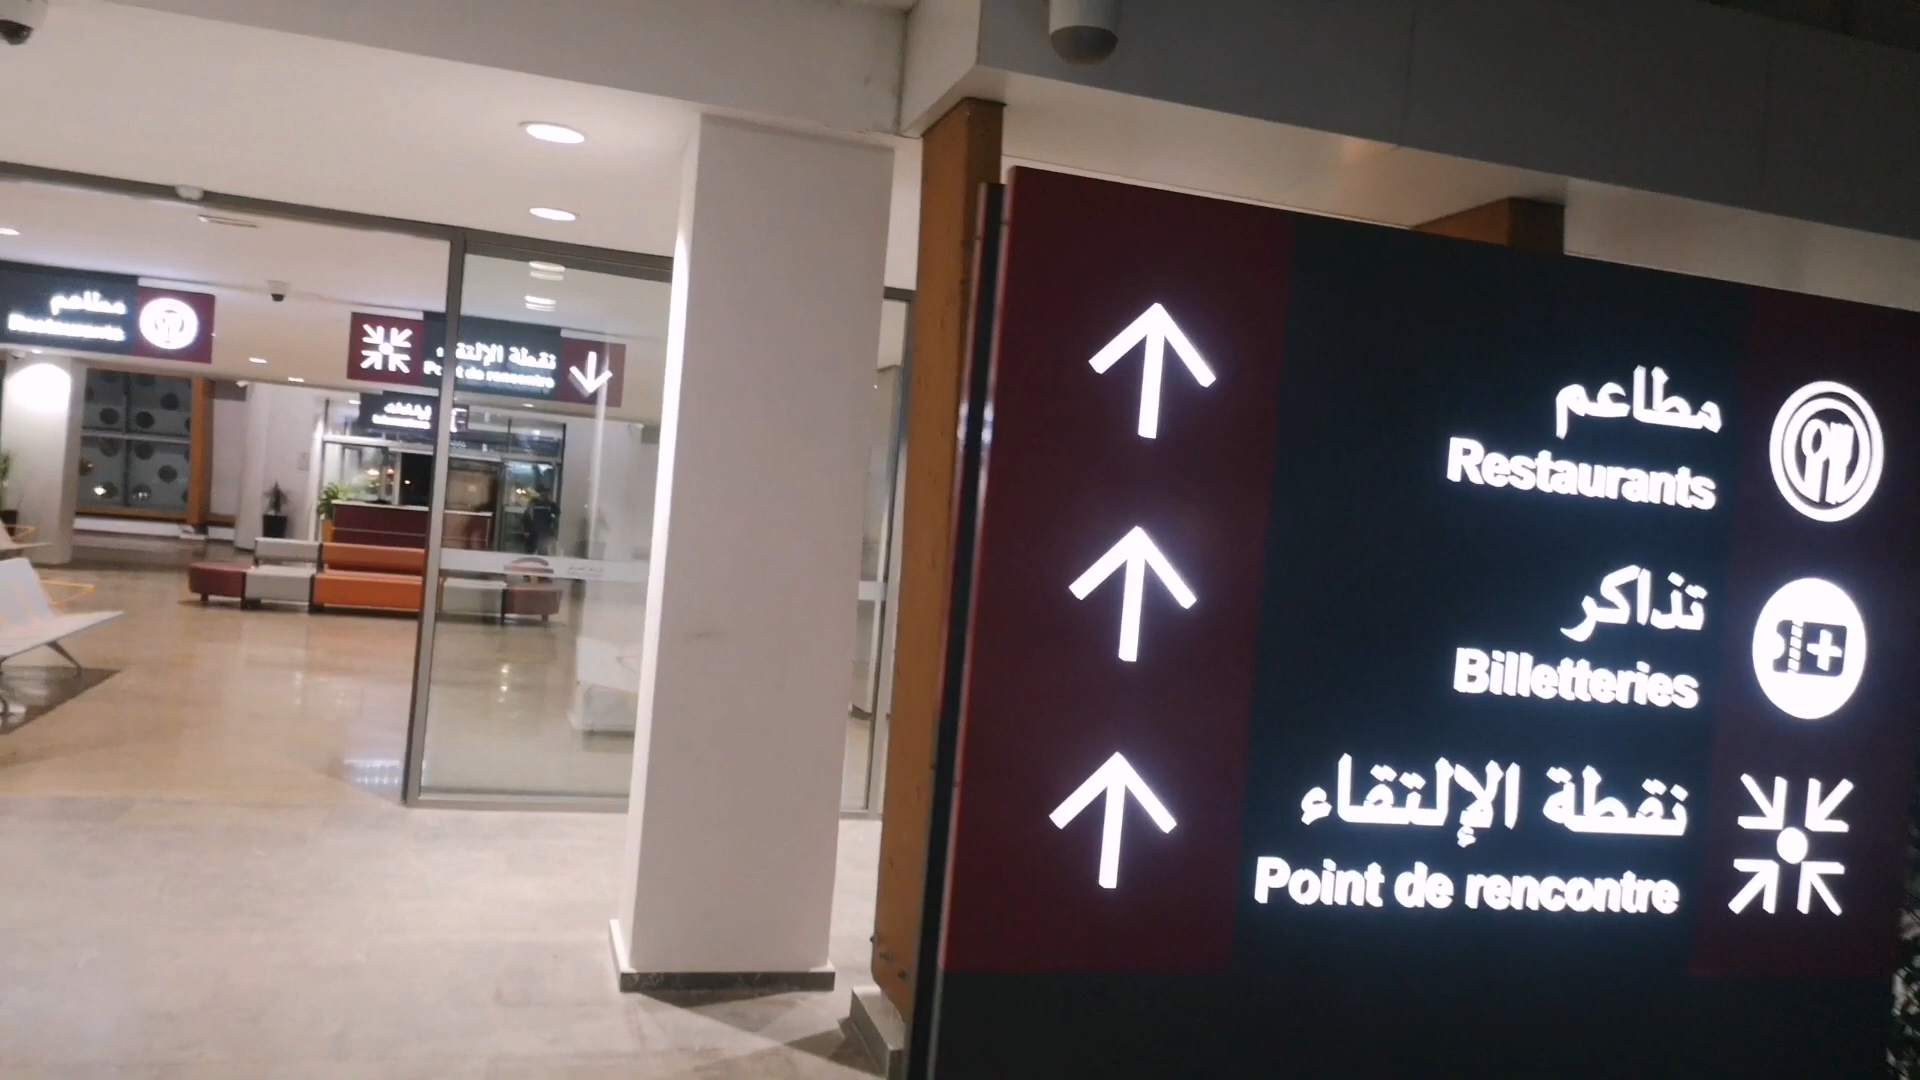 مطاعم
Restaurants
نقطة الإلتقاء
Point de rencontre
مطاعم
Restaurants
تذاكر
Billetteries
نقطة الإلتقاء
Point de rencontre